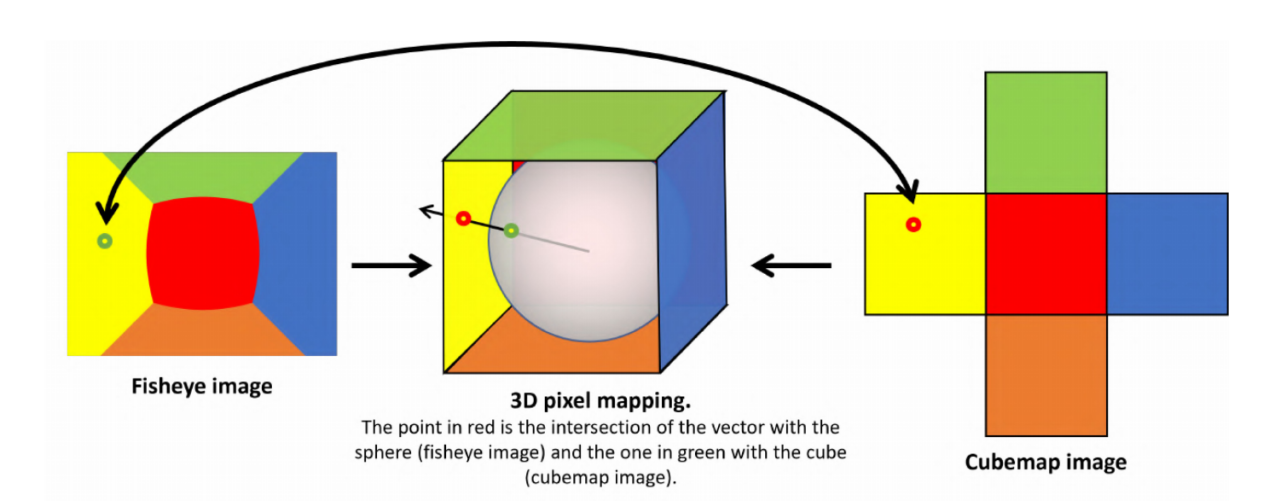 Fisheye image
3D pixel mapping.
The point in red is the intersection of the vector with the
sphere (fisheye image) and the one in green with the cube
(cubemap image).
Cubemap image